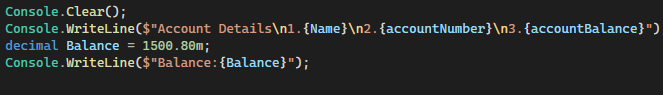 Console.Clear();
Console.WriteLine($"Account Details\n1.{Name}\n2.{accountNumber}\n3.{accountBalance}")
decimal Balance = 1500.80m;
Console.WriteLine($"Balance:{Balance}");